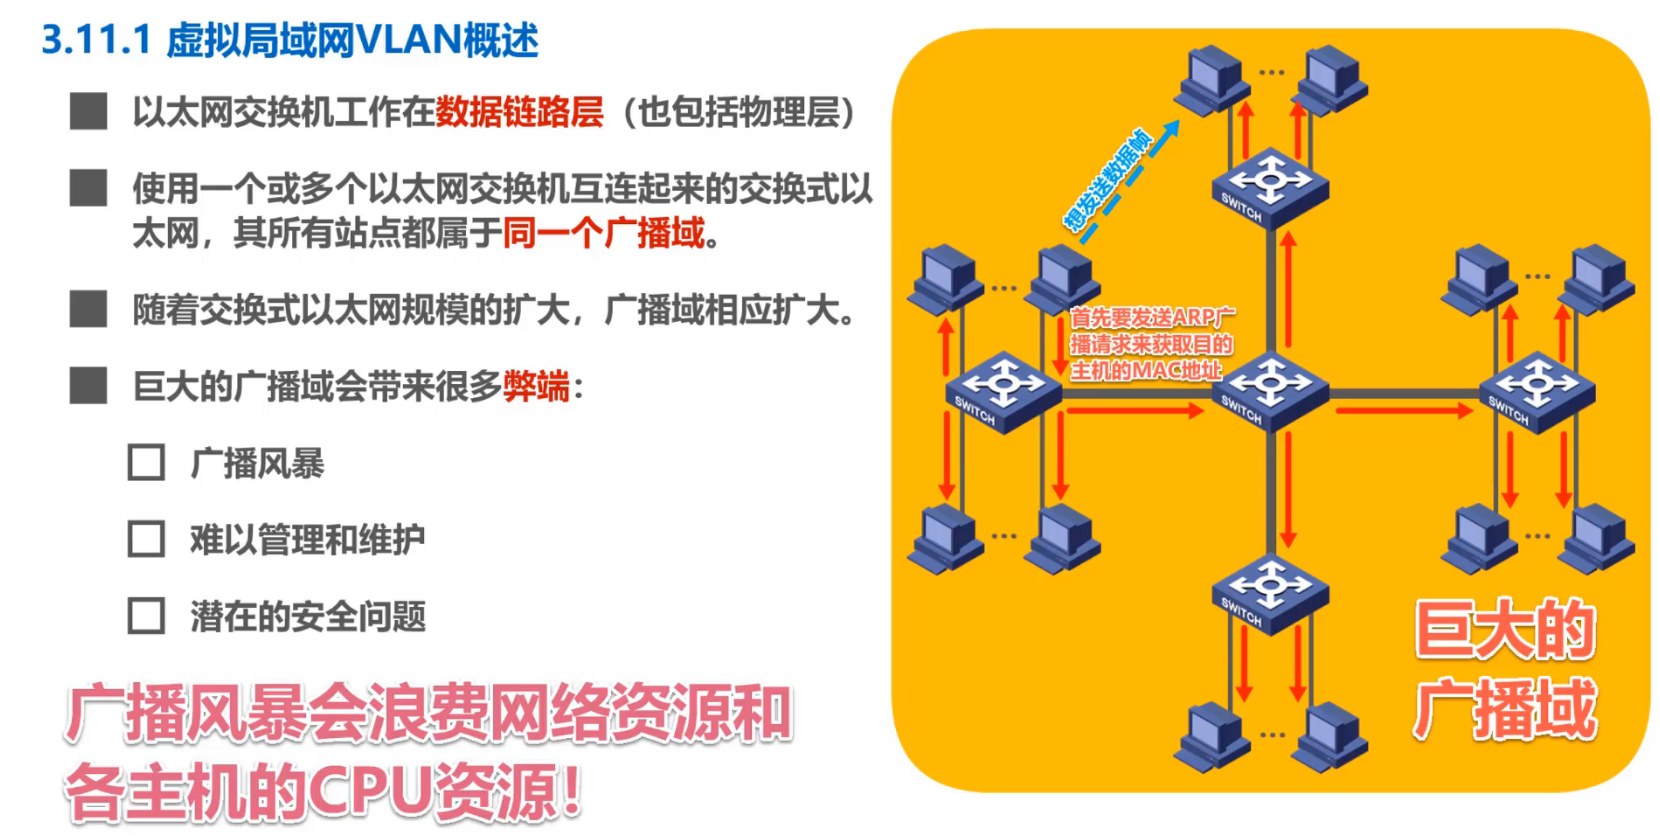 3.11.1 虚拟局域网VLAN概述
以太网交换机工作在数据链路层（也包括物理层）
使用一个或多个以太网交换机互连起来的交换式以
太网，其所有站点都属于同一个广播域。
随着交换式以太网规模的扩大，广播域相应扩大。
巨大的广播域会带来很多弊端：
广播风暴
难以管理和维护
潜在的安全问题
广播风暴会浪费网络资源和
各主机的CPU资源！
...
SWITCH
想发送数据帧
...
...
首先要发送ARP广
播请求来获取目的
主机的MAC地址
SWITCH
SWITCH
SWITCH
...
...
SWITCH
...
巨大的
广播域